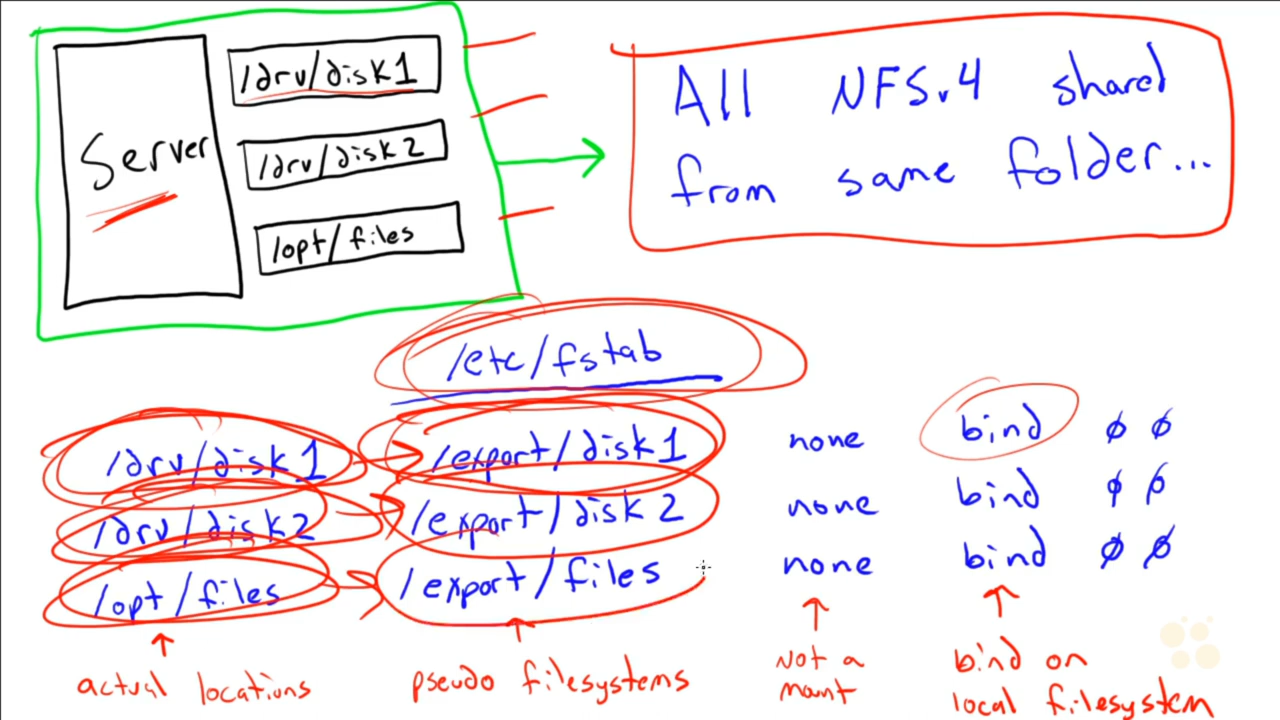 Server
/drv/disk1
/drv/disk2
/opt/files
All NFSv4 shared
from same folder...
/etc/fstab
/drv/disk1 /export/disk1 none bind 0 0
/drv/disk2 /export/disk2 none bind 0 0
/opt/files /export/files none bind 0 0
actual locations
pseudo filesystems
Not a
mount
bind on
local filesystem